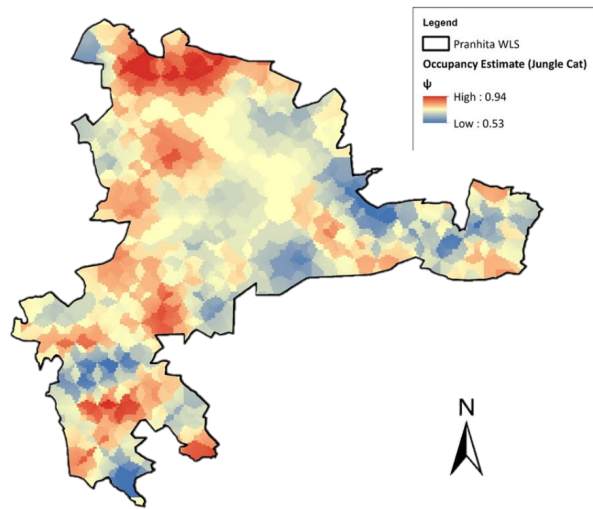 Legend
Pranhita WLS
Occupancy Estimate (Jungle Cat)
ψ
High : 0.94
Low : 0.53
N